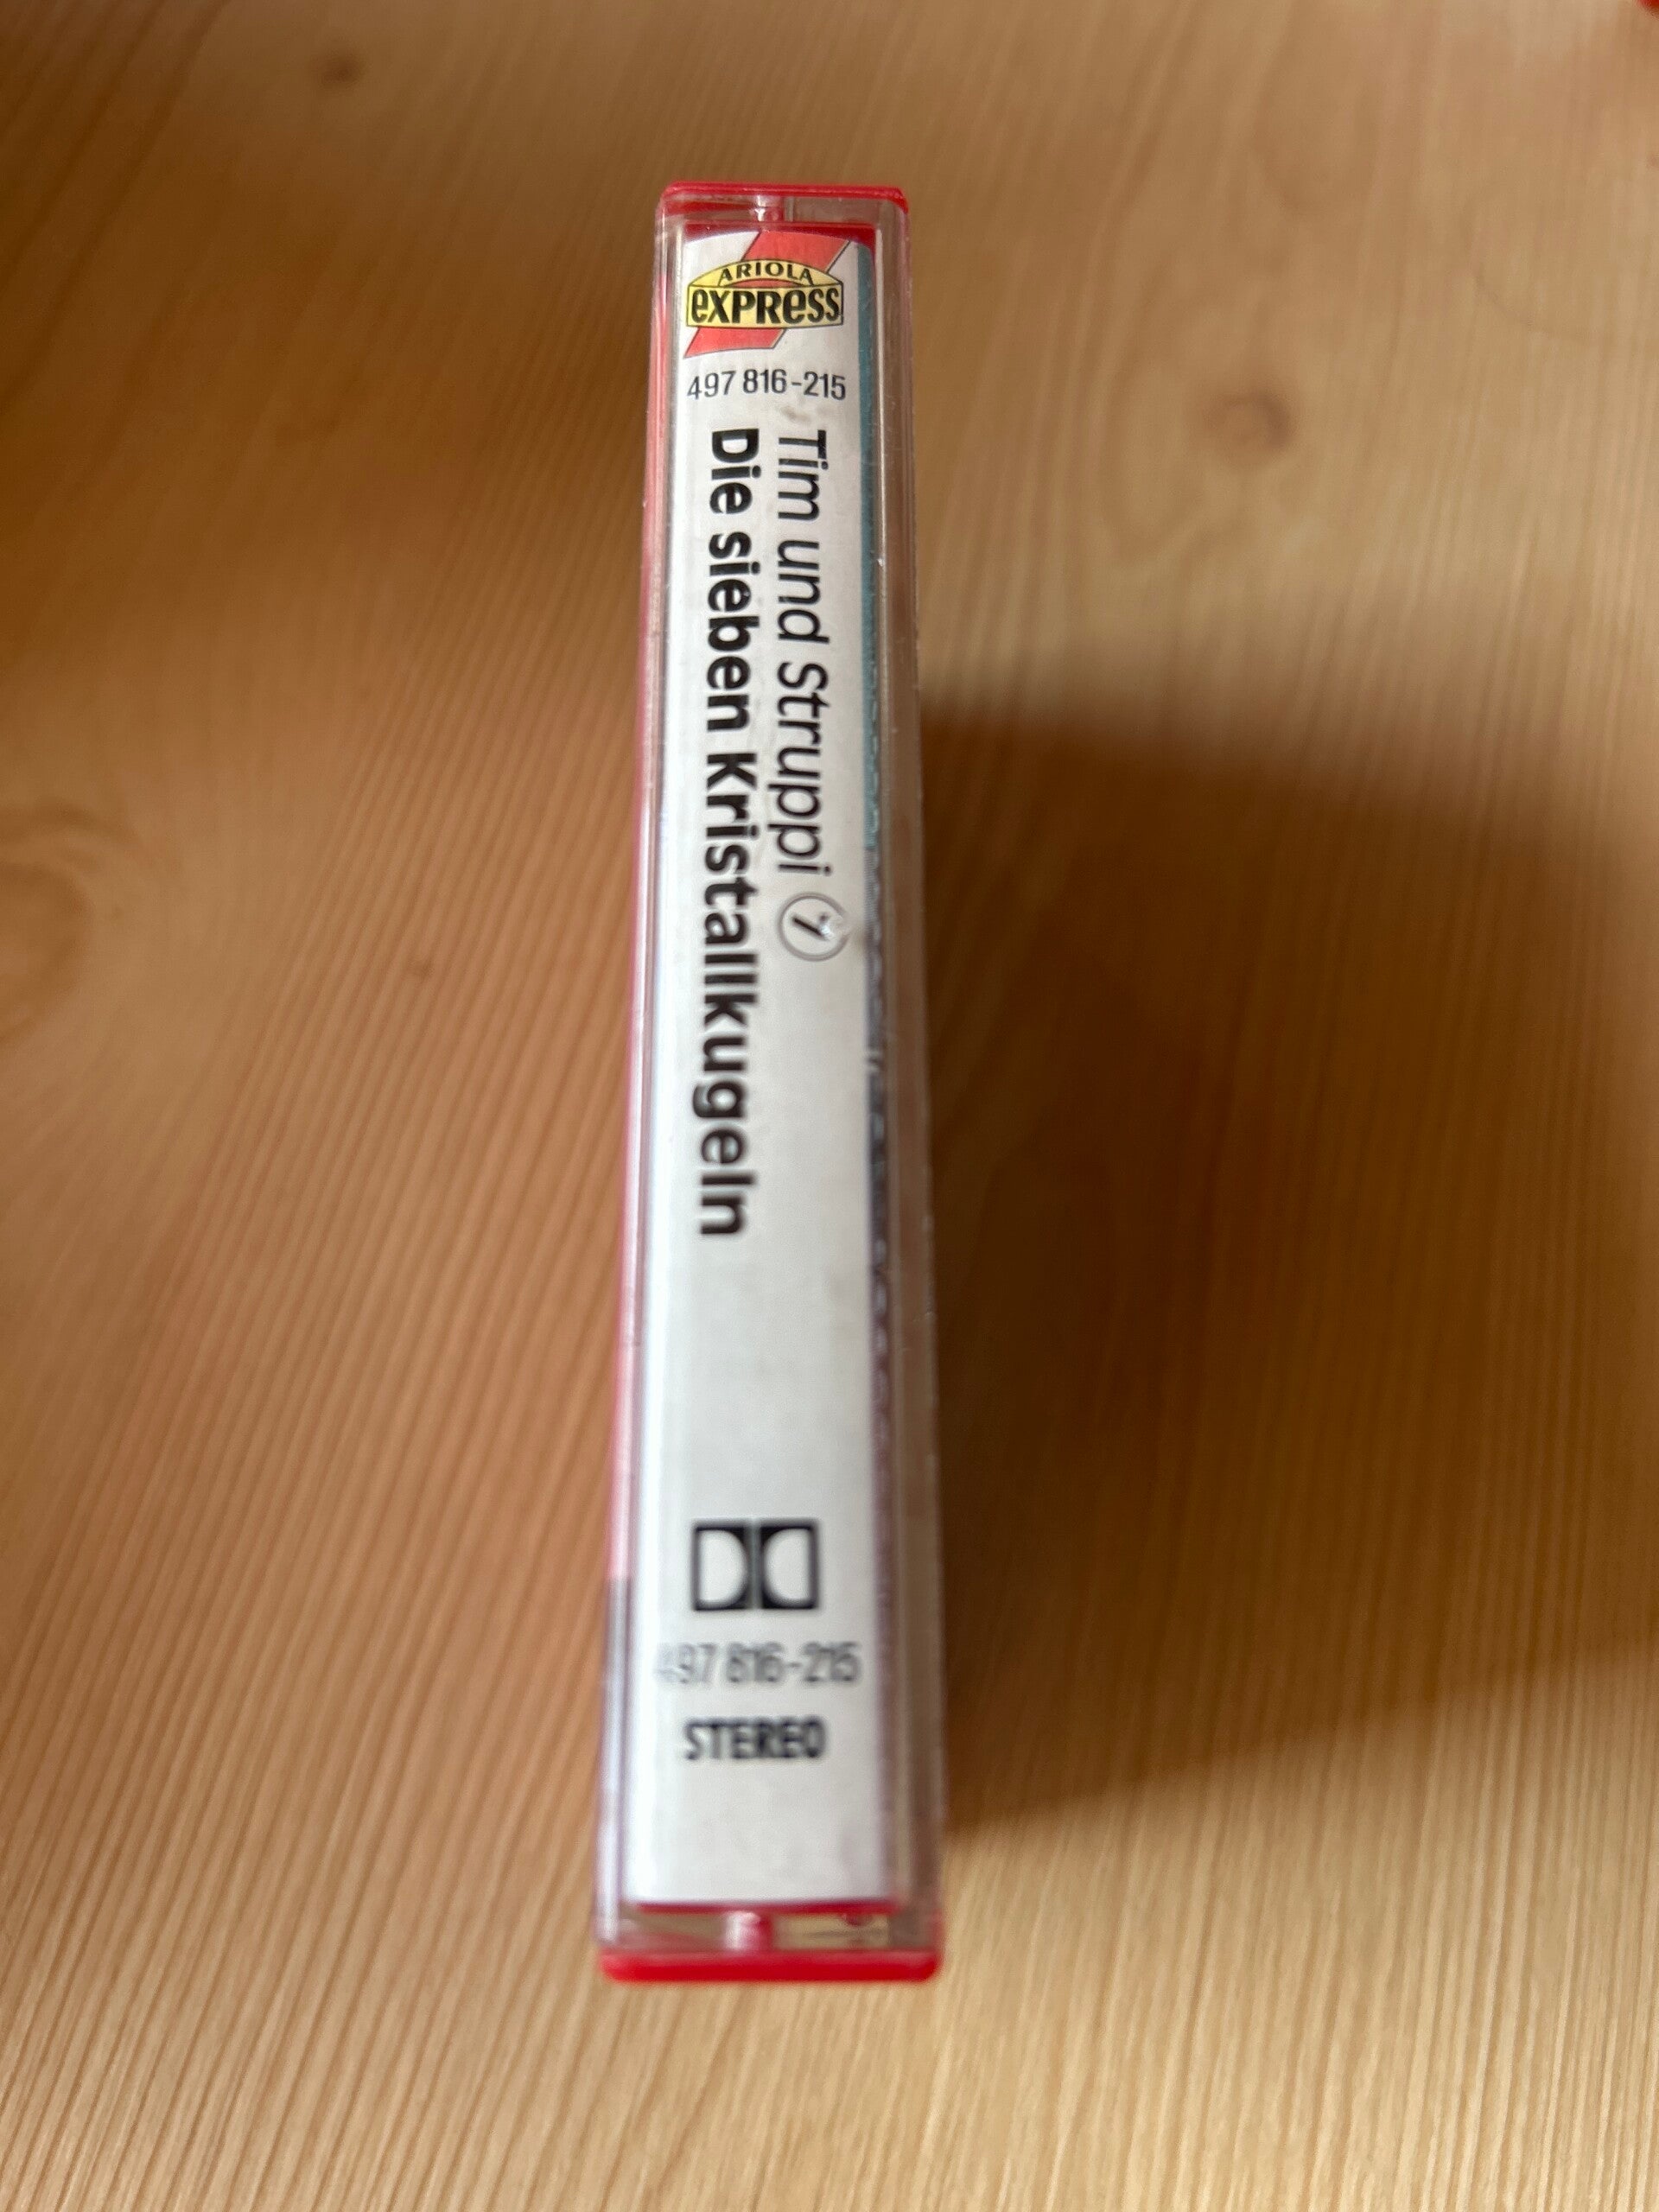 ARIOLA
eXPRESS
497 816-215
Tim und Struppi 7
Die sieben Kristallkugeln
497 816-215
STEREO